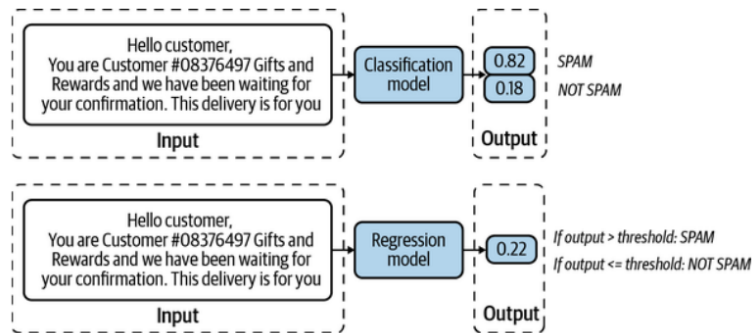 Hello customer,
You are Customer #08376497 Gifts and
Rewards and we have been waiting for
your confirmation. This delivery is for you
Input
Classification
model
0.82
0.18
Output
SPAM
NOT SPAM
Hello customer,
You are Customer #08376497 Gifts and
Rewards and we have been waiting for
your confirmation. This delivery is for you
Input
Regression
model
0.22
Output
If output > threshold: SPAM
If output <= threshold: NOT SPAM